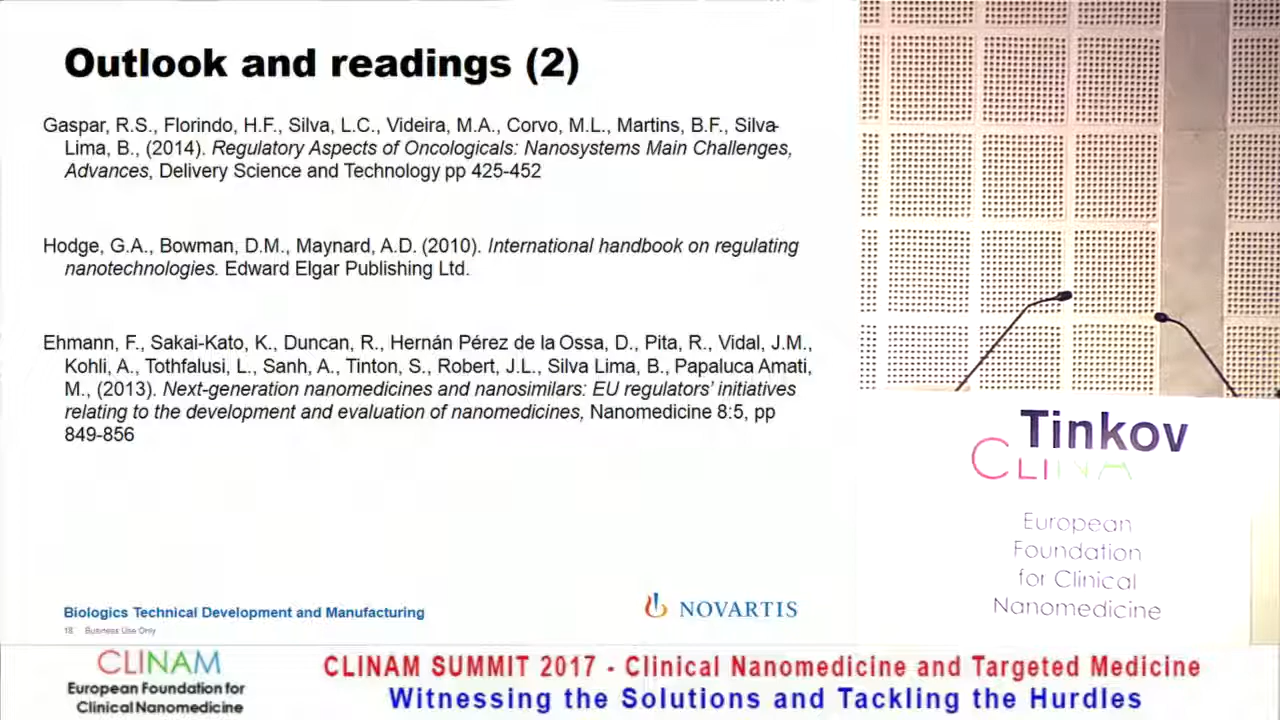 Outlook and readings (2)
Gaspar, R.S., Florindo, H.F., Silva, L.C., Videira, M.A., Corvo, M.L., Martins, B.F., Silva-
Lima, B., (2014). Regulatory Aspects of Oncologicals: Nanosystems Main Challenges,
Advances, Delivery Science and Technology pp 425-452
Hodge, G.A., Bowman, D.M., Maynard, A.D. (2010). International handbook on regulating
nanotechnologies. Edward Elgar Publishing Ltd.
Ehmann, F., Sakai-Kato, K., Duncan, R., Hernán Pérez de la Ossa, D., Pita, R., Vidal, J.M.,
Kohli, A., Tothfalusi, L., Sanh, A., Tinton, S., Robert, J.L., Silva Lima, B., Papaluca Amati,
M., (2013). Next-generation nanomedicines and nanosimilars: EU regulators' initiatives
relating to the development and evaluation of nanomedicines, Nanomedicine 8:5, pp
849-856
Biologics Technical Development and Manufacturing
18 Business Use Only
NOVARTIS
Tinkov
CLINAM
European
Foundation
for Clinical
Nanomedicine
CLINAM
European Foundation for
Clinical Nanomedicine
CLINAM SUMMIT 2017 - Clinical Nanomedicine and Targeted Medicine
Witnessing the Solutions and Tackling the Hurdles